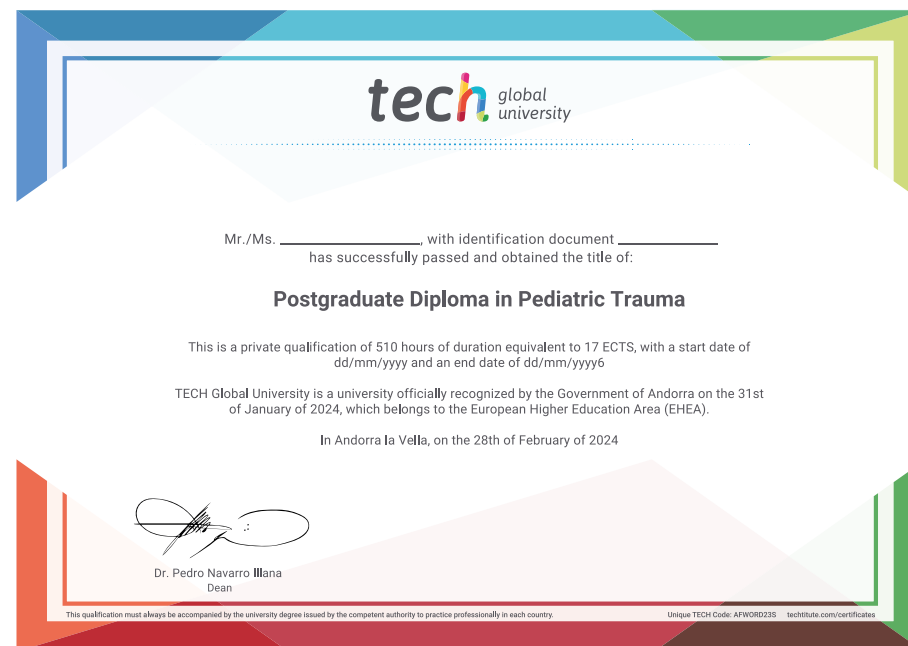 tech global
university
Mr./Ms. ____________________, with identification document ______________
has successfully passed and obtained the title of:
Postgraduate Diploma in Pediatric Trauma
This is a private qualification of 510 hours of duration equivalent to 17 ECTS, with a start date of
dd/mm/yyyy and an end date of dd/mm/yyyy6
TECH Global University is a university officially recognized by the Government of Andorra on the 31st
of January of 2024, which belongs to the European Higher Education Area (EHEA).
In Andorra la Vella, on the 28th of February of 2024
Dr. Pedro Navarro Illana
Dean
This qualification must always be accompanied by the university degree issued by the competent authority to practice professionally in each country. Unique TECH Code: AFWORD23S techtitute.com/certificates